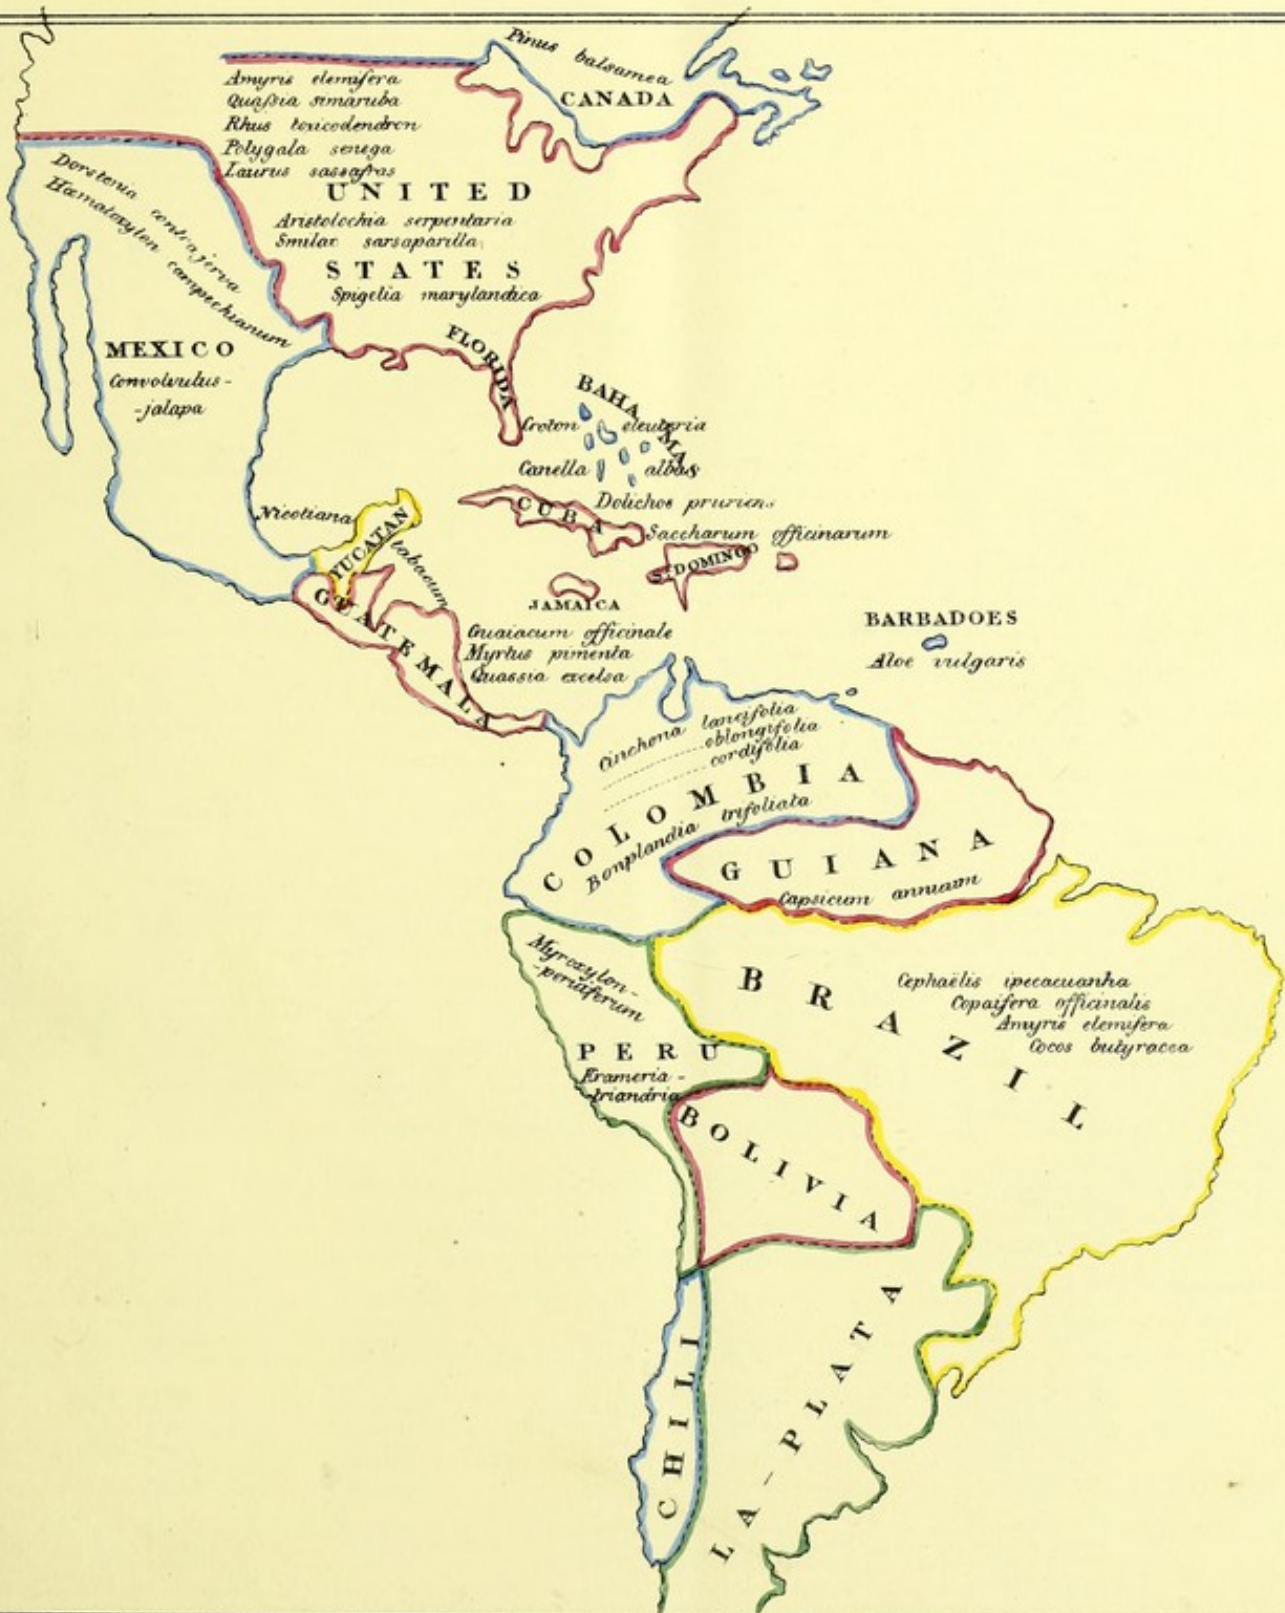 Pinus balsamea
CANADA
Amyris elemifera
Quaſsia simaruba
Rhus toxicodendron
Polygala senega
Laurus sassafras
UNITED
Aristolochia serpentaria
Smilac sarsaparilla
STATES
Spigelia marylandica
Dorstenia contrajerva
Hæmatoxylon campechianum
MEXICO
Convolvulus-
-jalapa
FLORIDA
BAHAMAS
Croton eleuteria
Canella albas
Dolichos pruriens
CUBA
Saccharum officinarum
St DOMINGO
Nicotiana tabacum
YUCATAN
GUATEMALA
JAMAICA
Guaiacum officinale
Myrtus pimenta
Quassia excelsa
BARBADOES
Aloe vulgaris
Cinchona lancifolia
oblongifolia
cordifolia
COLOMBIA
Bonplandia trifoliata
GUIANA
Capsicum annuum
Myroxylon-
-peruiferum
PERU
Krameria-
-triandria
BRAZIL
Cephaëlis ipecacuanha
Copaifera officinalis
Amyris elemifera
Cocos butyracea
BOLIVIA
CHILI
LA-PLATA